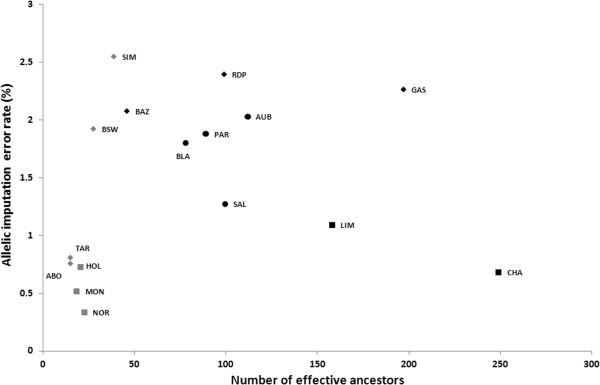 3
SIM
2.5
RDP
GAS
BAZ
AUB
2
BSW
PAR
BLA
1.5
SAL
LIM
1
TAR
HOL
CHA
ABO
0.5
MON
NOR
0
0 50 100 150 200 250 300
Allelic imputation error rate (%)
Number of effective ancestors